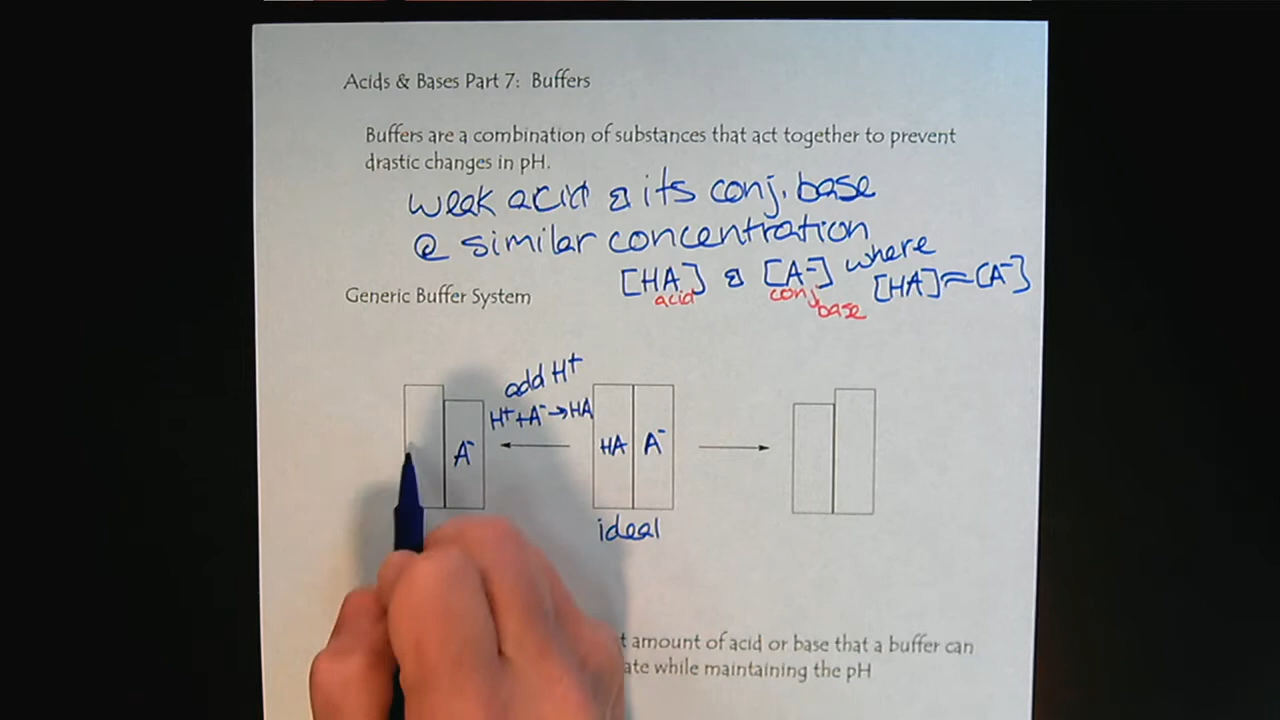 Acids & Bases Part 7: Buffers
Buffers are a combination of substances that act together to prevent
drastic changes in pH.
weak acid & its conj. base
@ similar concentration
[HA] & [A⁻] where [HA]≈[A⁻]
acid conj base
Generic Buffer System
add H⁺
H⁺+A⁻→HA
A⁻ HA A⁻
ideal
amount of acid or base that a buffer can
while maintaining the pH